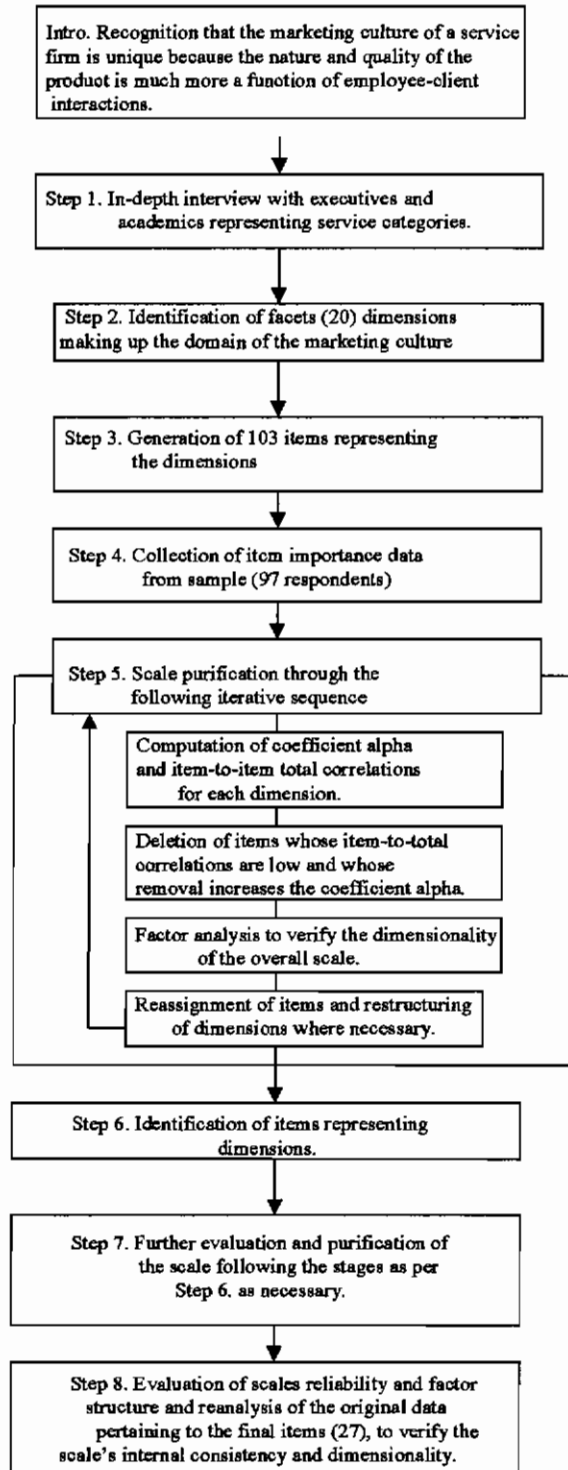 Intro. Recognition that the marketing culture of a service
firm is unique because the nature and quality of the
product is much more a function of employee-client
interactions.
Step 1. In-depth interview with executives and
academics representing service categories.
Step 2. Identification of facets (20) dimensions
making up the domain of the marketing culture
Step 3. Generation of 103 items representing
the dimensions
Step 4. Collection of item importance data
from sample (97 respondents)
Step 5. Scale purification through the
following iterative sequence
Computation of coefficient alpha
and item-to-item total correlations
for each dimension.
Deletion of items whose item-to-total
correlations are low and whose
removal increases the coefficient alpha.
Factor analysis to verify the dimensionality
of the overall scale.
Reassignment of items and restructuring
of dimensions where necessary.
Step 6. Identification of items representing
dimensions.
Step 7. Further evaluation and purification of
the scale following the stages as per
Step 6. as necessary.
Step 8. Evaluation of scales reliability and factor
structure and reanalysis of the original data
pertaining to the final items (27), to verify the
scale's internal consistency and dimensionality.